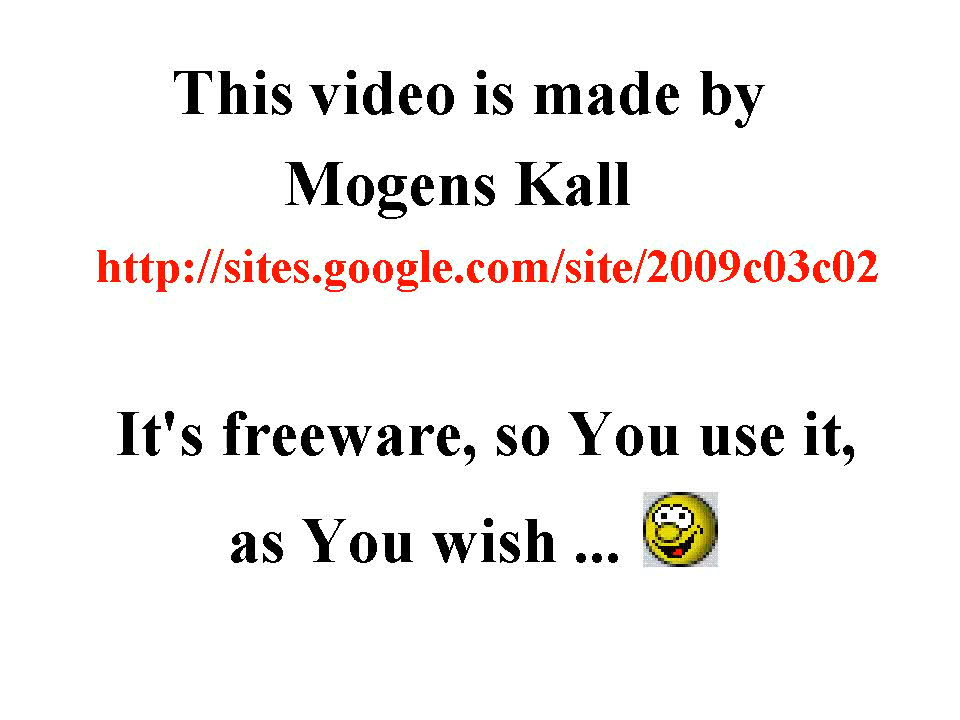 This video is made by
Mogens Kall
http://sites.google.com/site/2009c03c02
It's freeware, so You use it,
as You wish ...